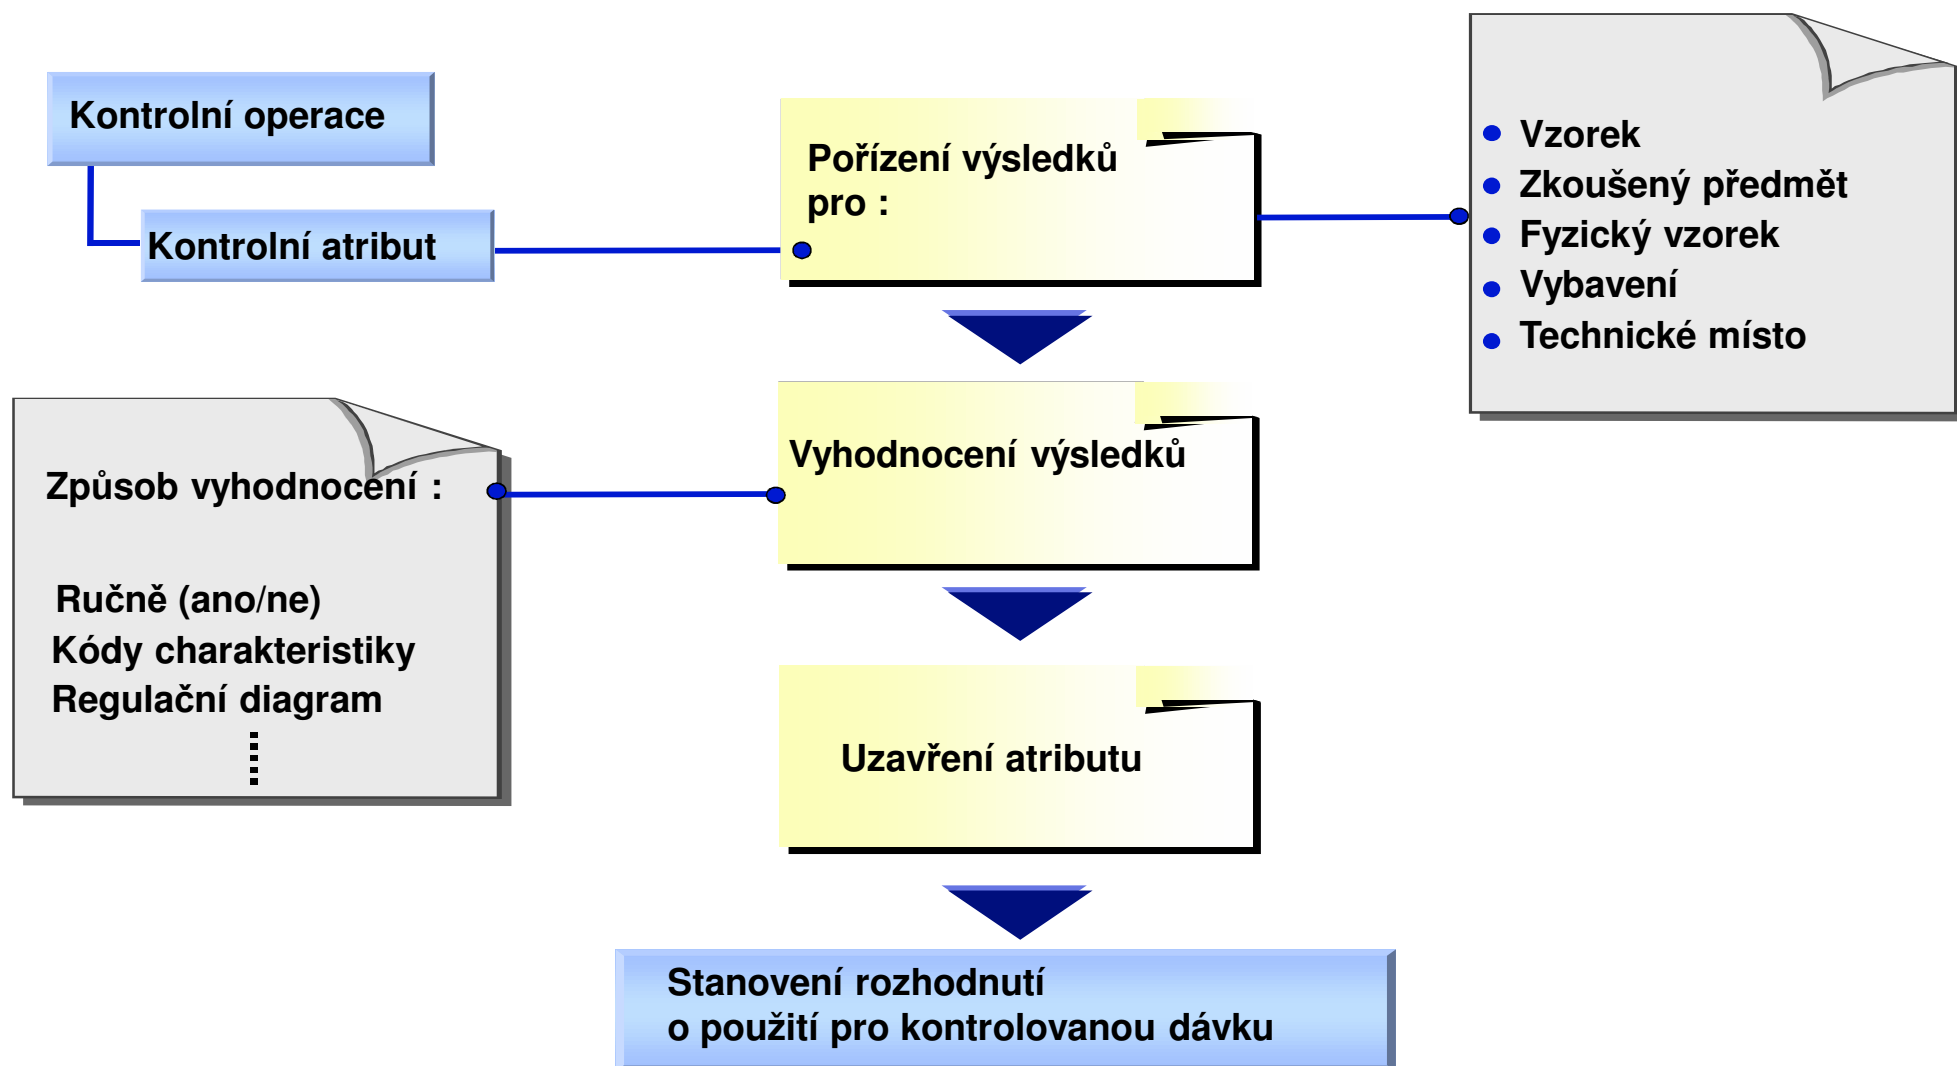 Kontrolní operace
Kontrolní atribut
Pořízení výsledků
pro :
Vzorek
Zkoušený předmět
Fyzický vzorek
Vybavení
Technické místo
Způsob vyhodnocení :
Ručně (ano/ne)
Kódy charakteristiky
Regulační diagram
Vyhodnocení výsledků
Uzavření atributu
Stanovení rozhodnutí
o použití pro kontrolovanou dávku